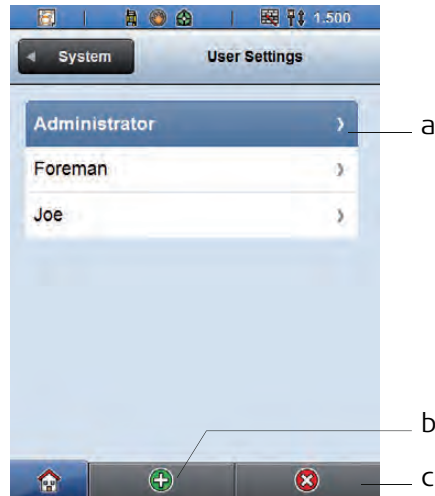 1.500
System
User Settings
Administrator
a
Foreman
Joe
b
c